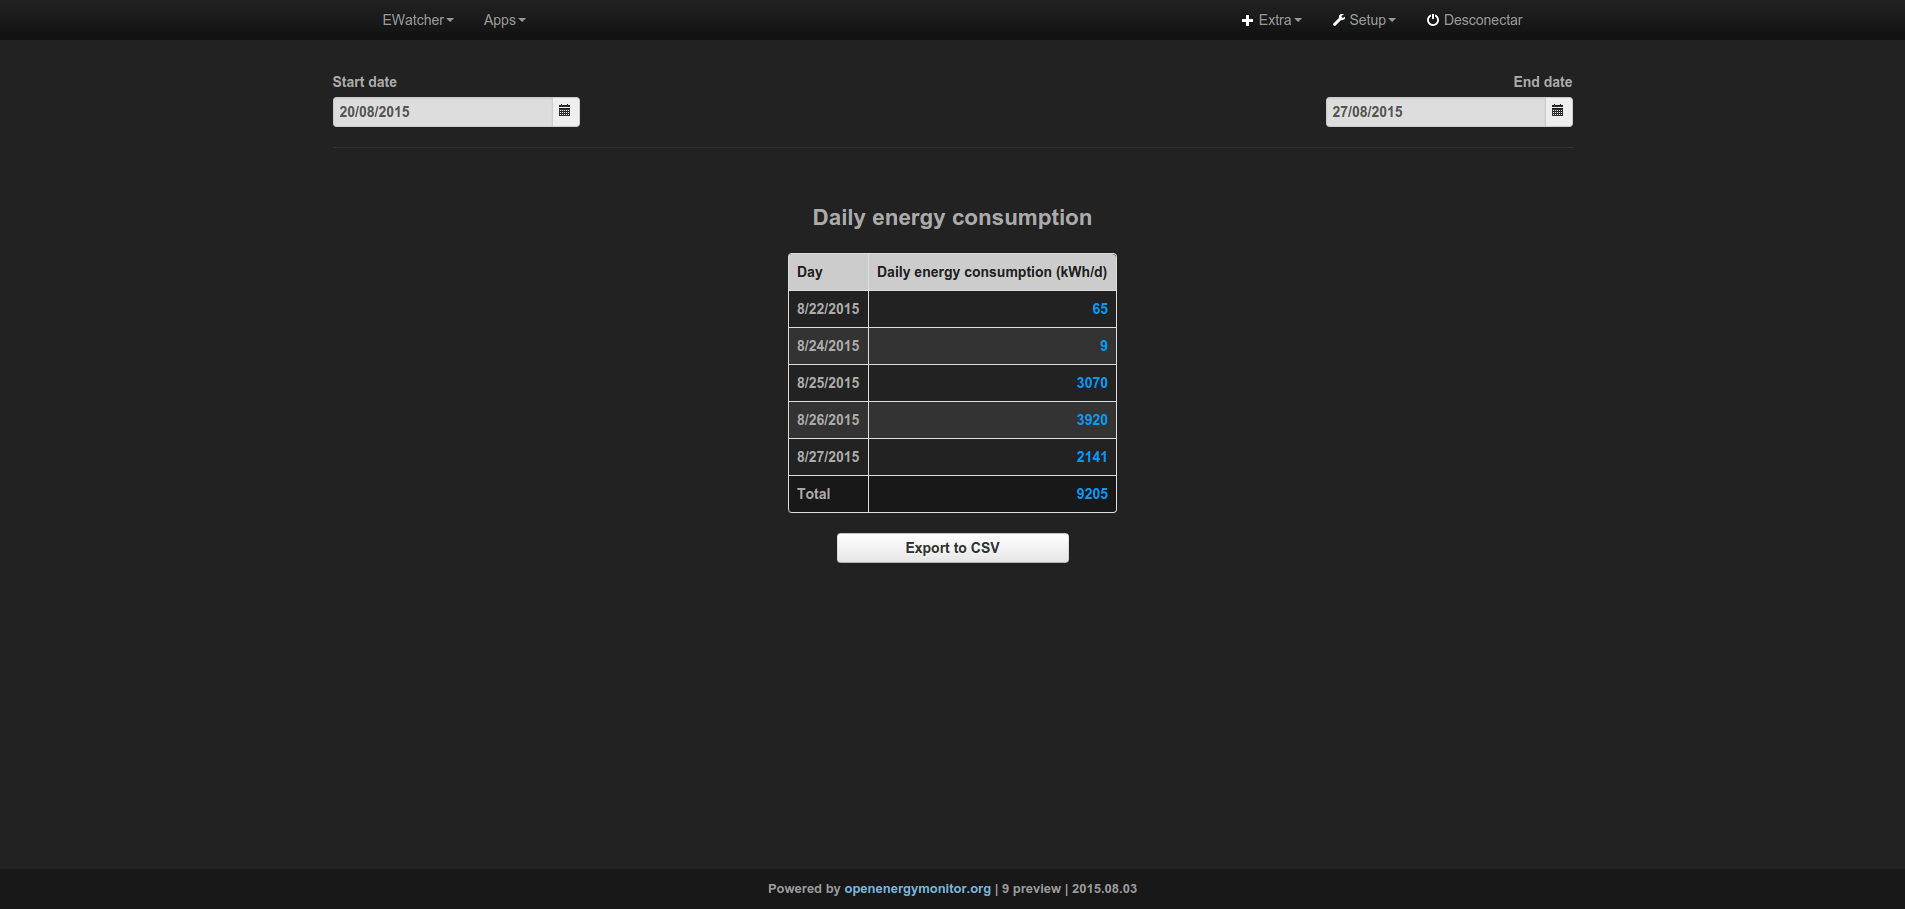 EWatcher Apps Extra Setup Desconectar
Start date End date
20/08/2015 27/08/2015
Daily energy consumption
Day Daily energy consumption (kWh/d)
8/22/2015 65
8/24/2015 9
8/25/2015 3070
8/26/2015 3920
8/27/2015 2141
Total 9205
Export to CSV
Powered by openenergymonitor.org | 9 preview | 2015.08.03